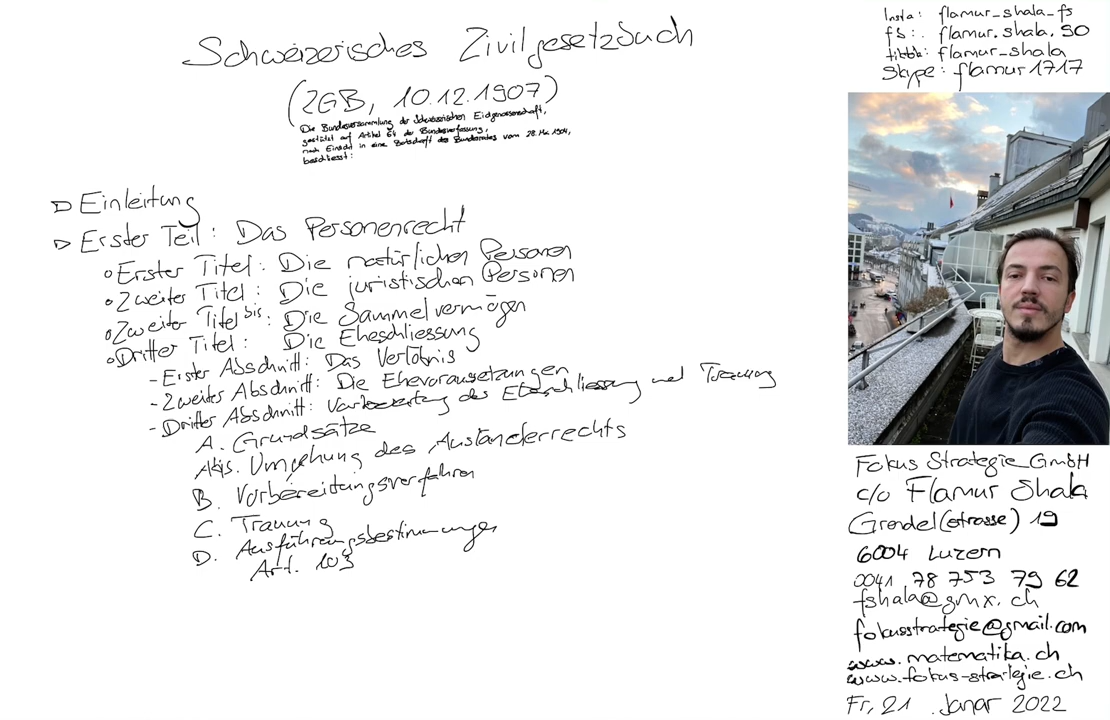 Schweizerisches Zivilgesetzbuch
(ZGB, 10.12.1907)
Die Bundesversammlung der Schweizerischen Eidgenossenschaft,
gestützt auf Artikel 64 der Bundesverfassung,
nach Einsicht in eine Botschaft des Bundesrates vom 28. Mai 1904,
beschliesst:
Einleitung
Erster Teil: Das Personenrecht
Erster Titel: Die natürlichen Personen
Zweiter Titel: Die juristischen Personen
Zweiter Titel bis: Die Sammelvermögen
Dritter Titel: Die Eheschliessung
- Erster Abschnitt: Das Verlöbnis
- Zweiter Abschnitt: Die Ehevoraussetzungen
- Dritter Abschnitt: Vorbereitung der Eheschliessung und Trauung
A. Grundsätze
Abis. Umgehung des Ausländerrechts
B. Vorbereitungsverfahren
C. Trauung
D. Ausführungsbestimmungen
Art. 103
Insta: flamur_shala_fs
fs: flamur.shala.90
tiktok: flamur_shala
Skype: flamur1717
Fokus Strategie GmbH
c/o Flamur Shala
Grendel(strasse) 19
6004 Luzern
0041 78 753 79 62
fshala@gmx.ch
fokusstrategie@gmail.com
www.matematika.ch
www.fokus-strategie.ch
Fr, 21 Janar 2022